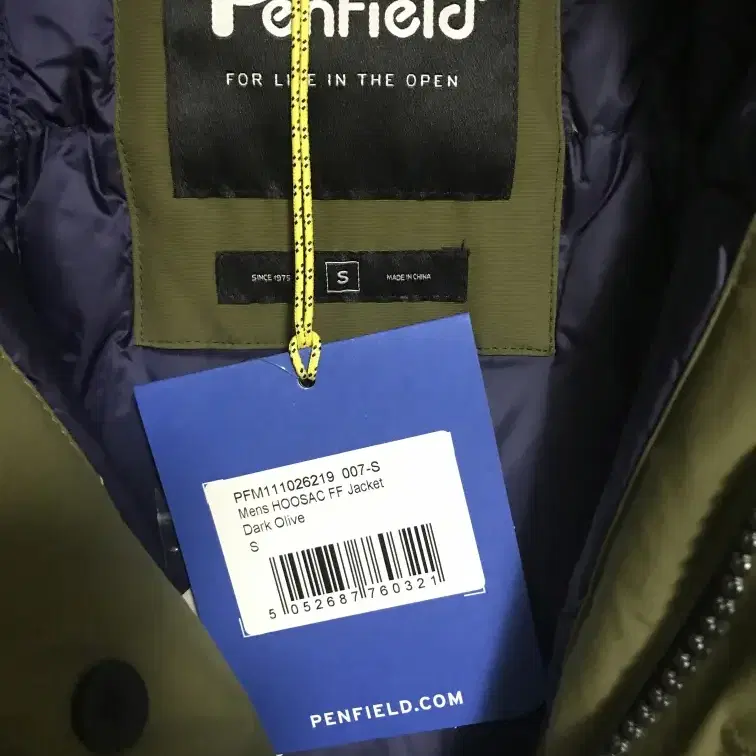 Penfield
FOR LIFE IN THE OPEN
SINCE 1975 S MADE IN CHINA
PFM111026219 007-S
Mens HOOSAC FF Jacket
Dark Olive
S
5 052687 760321
PENFIELD.COM